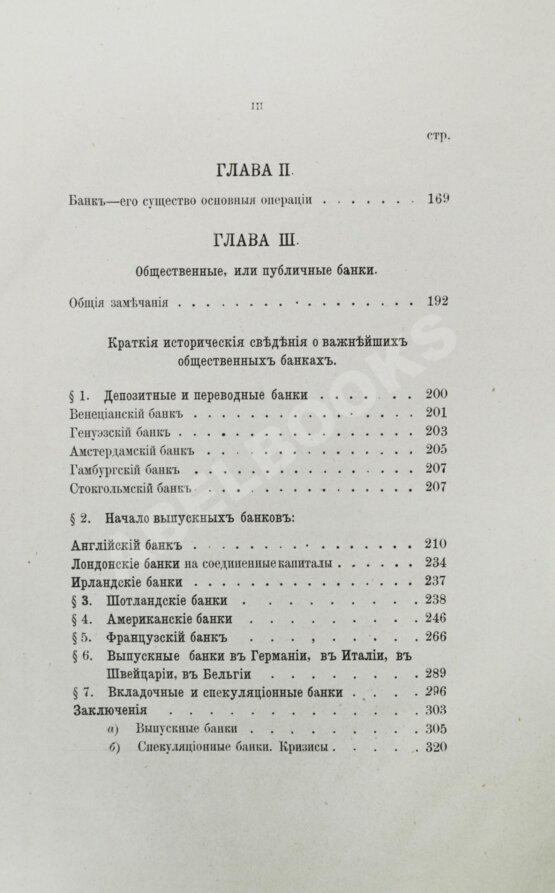 III
стр.
ГЛАВА II.
Банкъ—его существо основныя операціи . . . . . . . 169
ГЛАВА III.
Общественные, или публичные банки.
Общія замѣчанія . . . . . . . . . . . . . . . . . 192
Краткія историческія свѣдѣнія о важнѣйшихъ
общественныхъ банкахъ.
§ 1. Депозитные и переводные банки . . . . . . . 200
Венеціанскій банкъ . . . . . . . . . . . . . . . 201
Генуэзскій банкъ . . . . . . . . . . . . . . . . 203
Амстердамскій банкъ . . . . . . . . . . . . . . . 205
Гамбургскій банкъ . . . . . . . . . . . . . . . 207
Стокгольмскій банкъ . . . . . . . . . . . . . . . 207
§ 2. Начало выпускныхъ банковъ:
Англійскій банкъ . . . . . . . . . . . . . . . 210
Лондонскіе банки на соединенные капиталы . . . . . . 234
Ирландскіе банки . . . . . . . . . . . . . . . 237
§ 3. Шотландскіе банки . . . . . . . . . . 238
§ 4. Американскіе банки . . . . . . . . . . 246
§ 5. Французскій банкъ . . . . . . . . . . 266
§ 6. Выпускные банки въ Германіи, въ Италіи, въ
Швейцаріи, въ Бельгіи . . . . . . . . 289
§ 7. Вкладочные и спекуляціонные банки . . . . 296
Заключенія . . . . . . . . . . . . . . 303
а) Выпускные банки . . . . . . . . . . 305
б) Спекуляціонные банки. Кризисы . . . . . 320